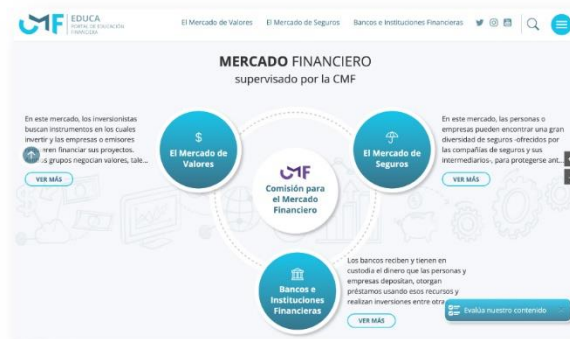 CMF EDUCA
PORTAL DE EDUCACIÓN
FINANCIERA
El Mercado de Valores El Mercado de Seguros Bancos e Instituciones Financieras
MERCADO FINANCIERO
supervisado por la CMF
En este mercado, los inversionistas
buscan instrumentos en los cuales
invertir y las empresas o emisores
ren financiar sus proyectos.
s grupos negocian valores, tale...
VER MÁS
$
El Mercado de
Valores
El Mercado de
Seguros
En este mercado, las personas o
empresas pueden encontrar una gran
diversidad de seguros -ofrecidos por
las compañías de seguros y sus
intermediarios-, para protegerse ant...
VER MÁS
CMF
Comisión para
el Mercado
Financiero
Bancos e
Instituciones
Financieras
Los bancos reciben y tienen en
custodia el dinero que las personas y
empresas depositan, otorgan
préstamos usando esos recursos y
realizan inversiones entre otra
VER MÁS
Evalúa nuestro contenido